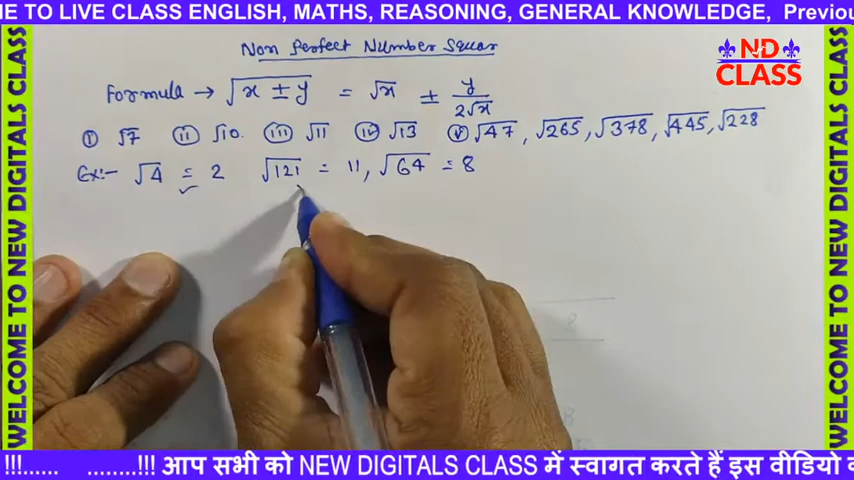 ME TO LIVE CLASS ENGLISH, MATHS, REASONING, GENERAL KNOWLEDGE, Previou
Non Perfect Number Squar
ND
CLASS
Formula → √x ± y = √x ± y/2√x
(i) √7 (ii) √10 (iii) √11 (iv) √13 (v) √47, √265, √378, √445, √228
Ex:- √4 = 2 √121 = 11, √64 = 8
WELCOME TO NEW DIGITALS CLASS
WELCOME TO NEW DIGITALS CLASS
!!!...... ........!!! आप सभी को NEW DIGITALS CLASS में स्वागत करते हैं इस वीडियो